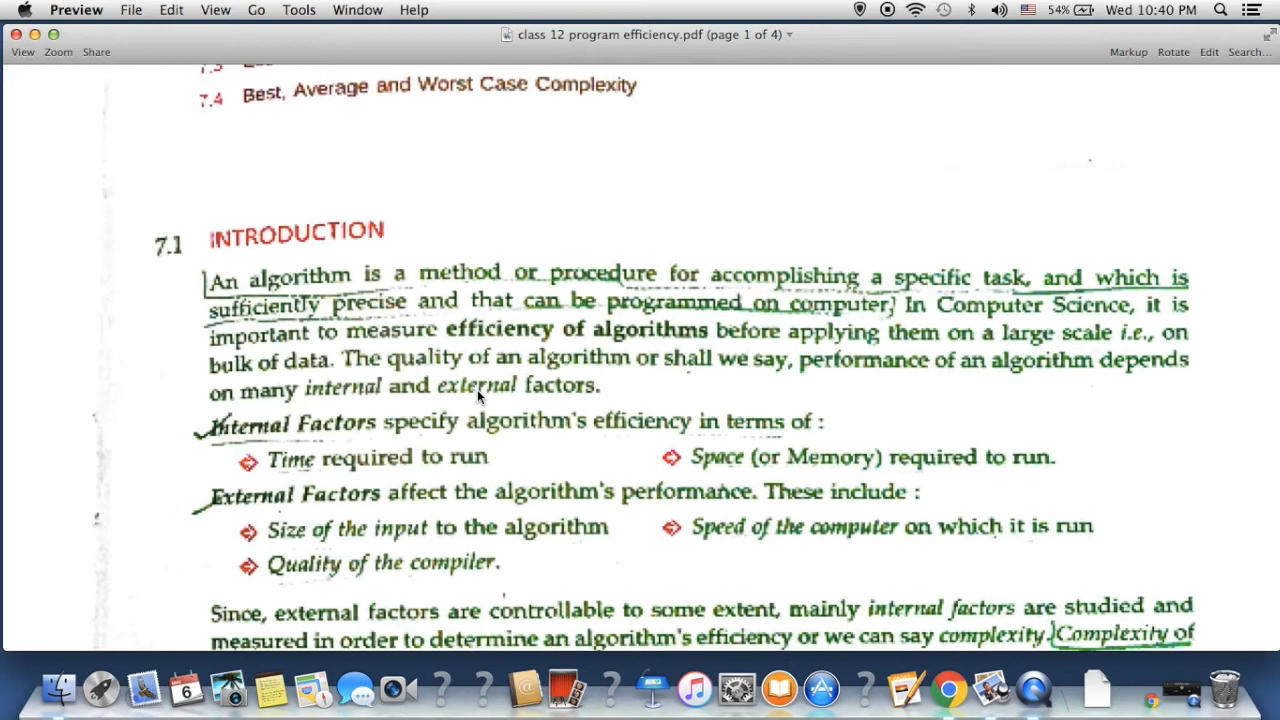 Preview File Edit View Go Tools Window Help 54% Wed 10:40 PM
class 12 program efficiency.pdf (page 1 of 4)
View Zoom Share Markup Rotate Edit Search...
7.3
7.4 Best, Average and Worst Case Complexity
7.1 INTRODUCTION
An algorithm is a method or procedure for accomplishing a specific task, and which is
sufficiently precise and that can be programmed on computer. In Computer Science, it is
important to measure efficiency of algorithms before applying them on a large scale i.e., on
bulk of data. The quality of an algorithm or shall we say, performance of an algorithm depends
on many internal and external factors.
Internal Factors specify algorithm's efficiency in terms of :
Time required to run Space (or Memory) required to run.
External Factors affect the algorithm's performance. These include :
Size of the input to the algorithm Speed of the computer on which it is run
Quality of the compiler.
Since, external factors are controllable to some extent, mainly internal factors are studied and
measured in order to determine an algorithm's efficiency or we can say complexity. Complexity of
6